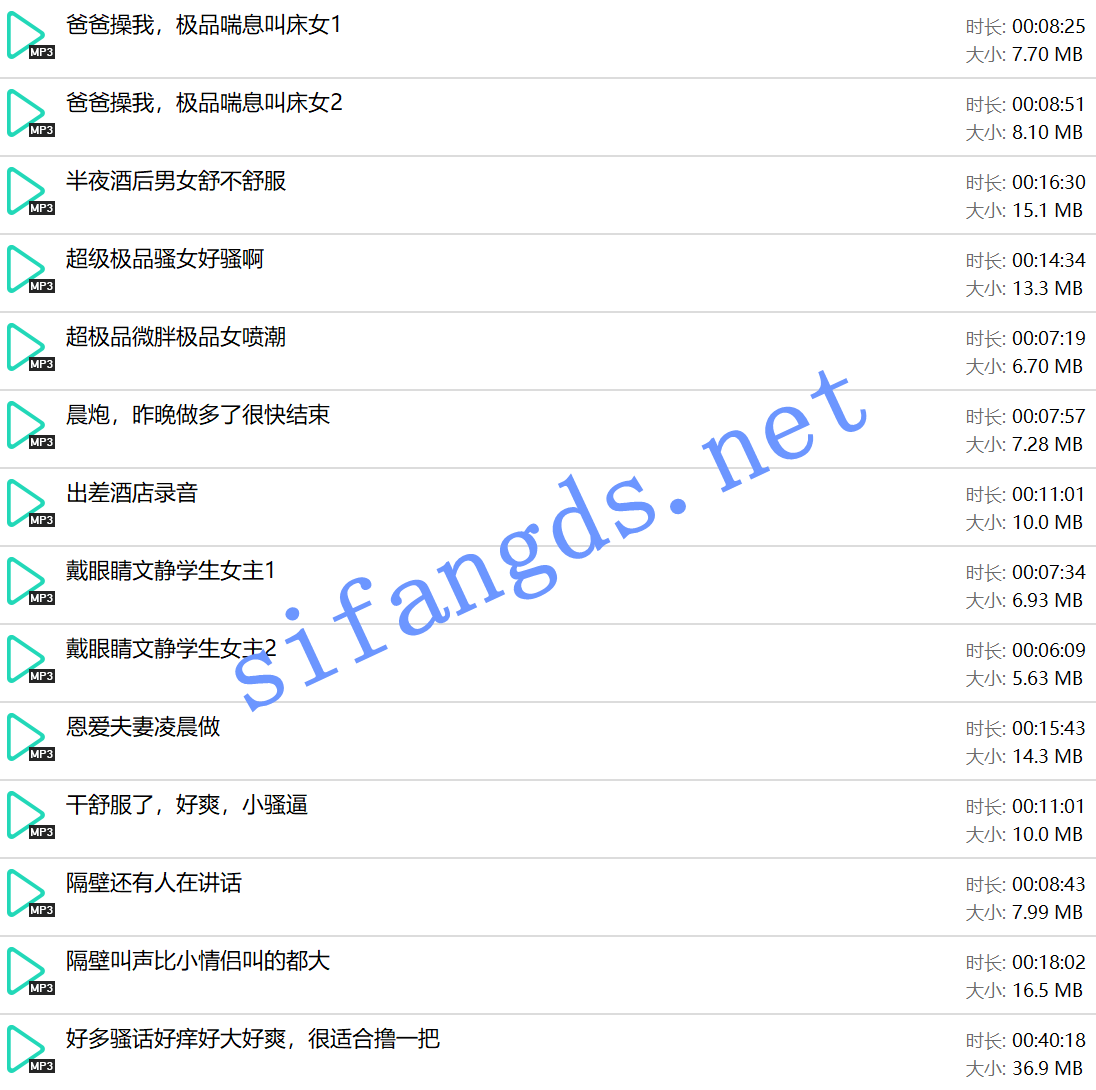 爸爸操我，极品喘息叫床女1
时长: 00:08:25
MP3
大小: 7.70 MB
爸爸操我，极品喘息叫床女2
时长: 00:08:51
MP3
大小: 8.10 MB
半夜酒后男女舒不舒服
时长: 00:16:30
MP3
大小: 15.1 MB
超级极品骚女好骚啊
时长: 00:14:34
MP3
大小: 13.3 MB
超极品微胖极品女喷潮
时长: 00:07:19
MP3
大小: 6.70 MB
晨炮，昨晚做多了很快结束
时长: 00:07:57
MP3
大小: 7.28 MB
出差酒店录音
时长: 00:11:01
MP3
大小: 10.0 MB
戴眼睛文静学生女主1
时长: 00:07:34
MP3
大小: 6.93 MB
戴眼睛文静学生女主2
时长: 00:06:09
MP3
大小: 5.63 MB
恩爱夫妻凌晨做
时长: 00:15:43
MP3
大小: 14.3 MB
干舒服了，好爽，小骚逼
时长: 00:11:01
MP3
大小: 10.0 MB
隔壁还有人在讲话
时长: 00:08:43
MP3
大小: 7.99 MB
隔壁叫声比小情侣叫的都大
时长: 00:18:02
MP3
大小: 16.5 MB
好多骚话好痒好大好爽，很适合撸一把
时长: 00:40:18
MP3
大小: 36.9 MB
sifangds.net